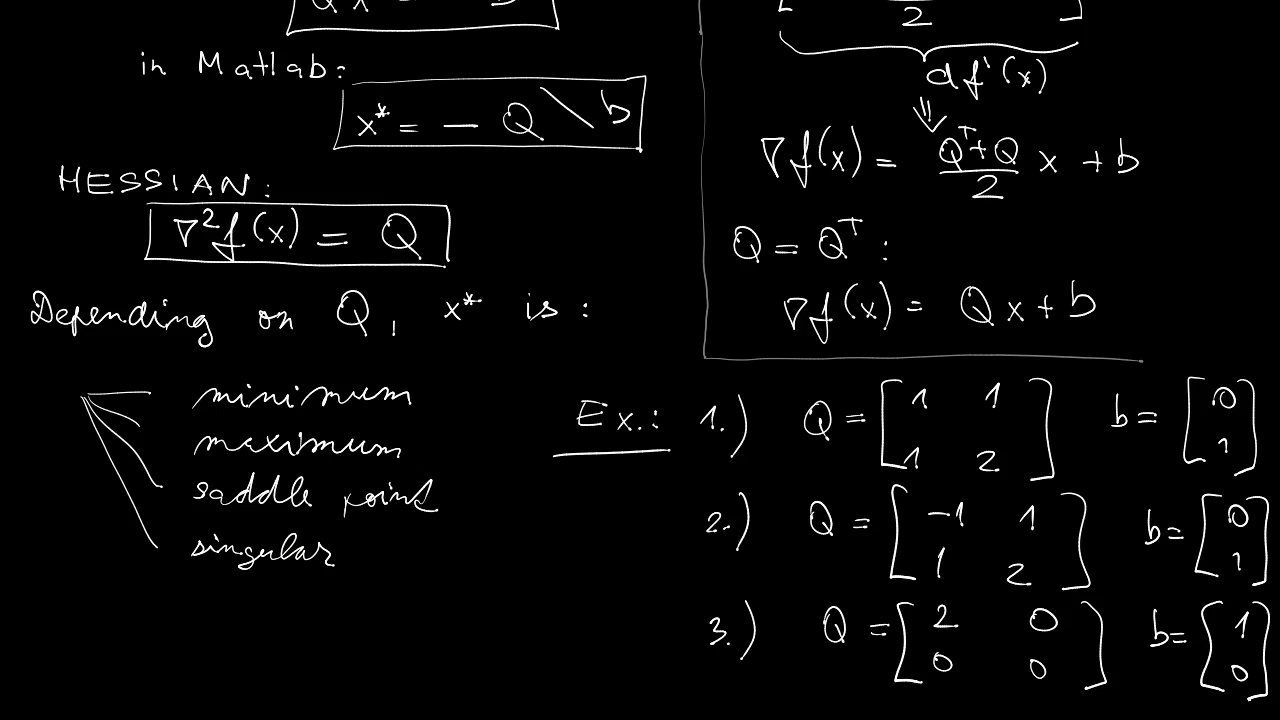 in Matlab:
x* = - Q \ b
HESSIAN:
∇²f(x) = Q
Depending on Q, x* is:
minimum
maximum
saddle point
singular
2
df'(x)
∇f(x) = Qᵀ+Q / 2 x + b
Q = Qᵀ :
∇f(x) = Q x + b
Ex.: 1.) Q = [ 1 1
1 2 ] b = [ 0
1 ]
2.) Q = [ -1 1
1 2 ] b = [ 0
1 ]
3.) Q = [ 2 0
0 0 ] b = [ 1
0 ]